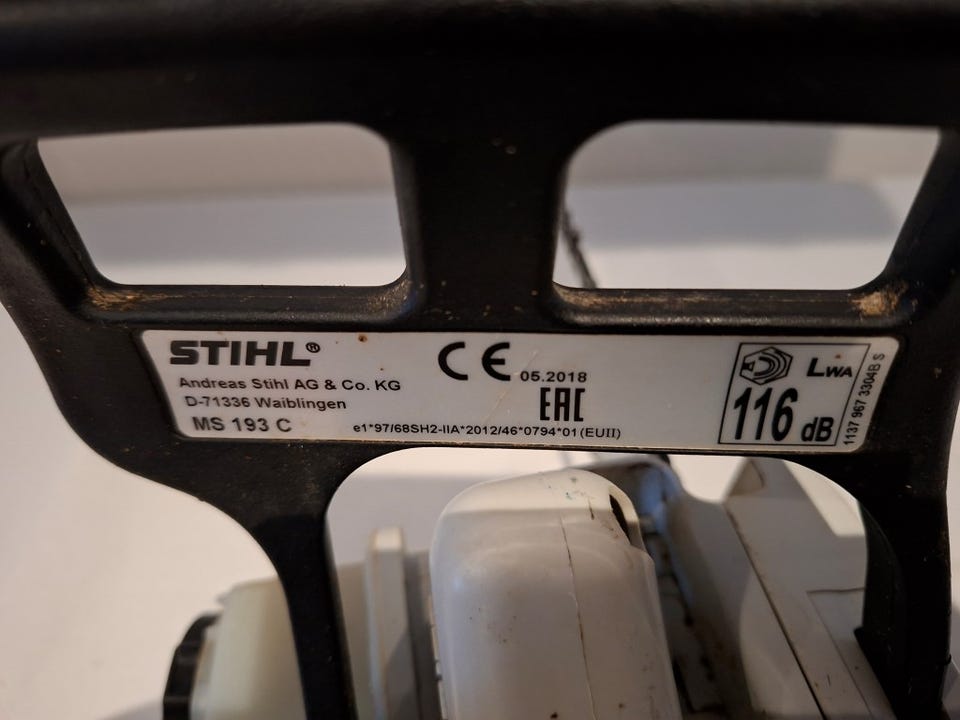 STIHL®
Andreas Stihl AG & Co. KG
D-71336 Waiblingen
MS 193 C
CE 05.2018
EAC
e1*97/68SH2-IIA*2012/46*0794*01 (EUII)
LWA
116 dB
1137 967 3304B S